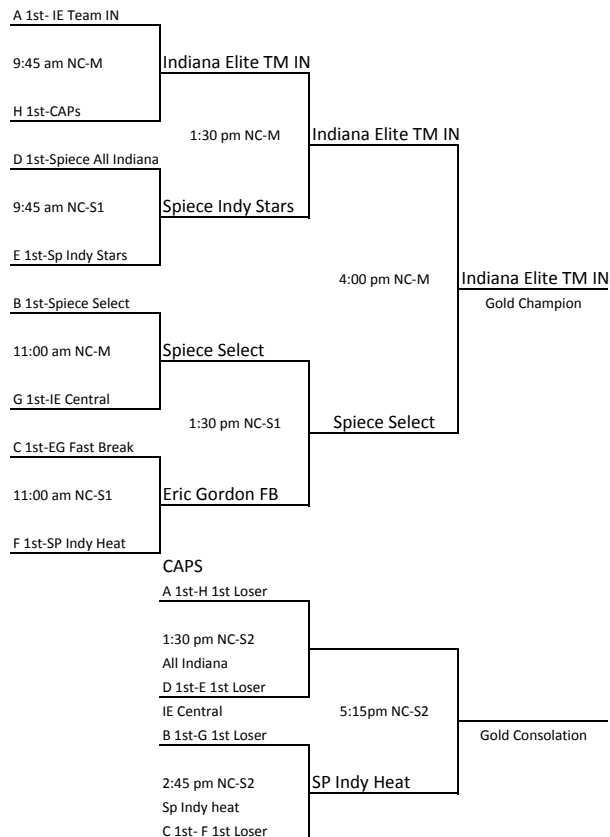 A 1st- IE Team IN
9:45 am NC-M
Indiana Elite TM IN
H 1st-CAPs
1:30 pm NC-M
Indiana Elite TM IN
D 1st-Spiece All Indiana
9:45 am NC-S1
Spiece Indy Stars
E 1st-Sp Indy Stars
4:00 pm NC-M
Indiana Elite TM IN
Gold Champion
B 1st-Spiece Select
11:00 am NC-M
Spiece Select
G 1st-IE Central
1:30 pm NC-S1
Spiece Select
C 1st-EG Fast Break
11:00 am NC-S1
Eric Gordon FB
F 1st-SP Indy Heat
CAPS
A 1st-H 1st Loser
1:30 pm NC-S2
All Indiana
D 1st-E 1st Loser
IE Central
5:15pm NC-S2
B 1st-G 1st Loser
Gold Consolation
2:45 pm NC-S2
SP Indy Heat
Sp Indy heat
C 1st- F 1st Loser